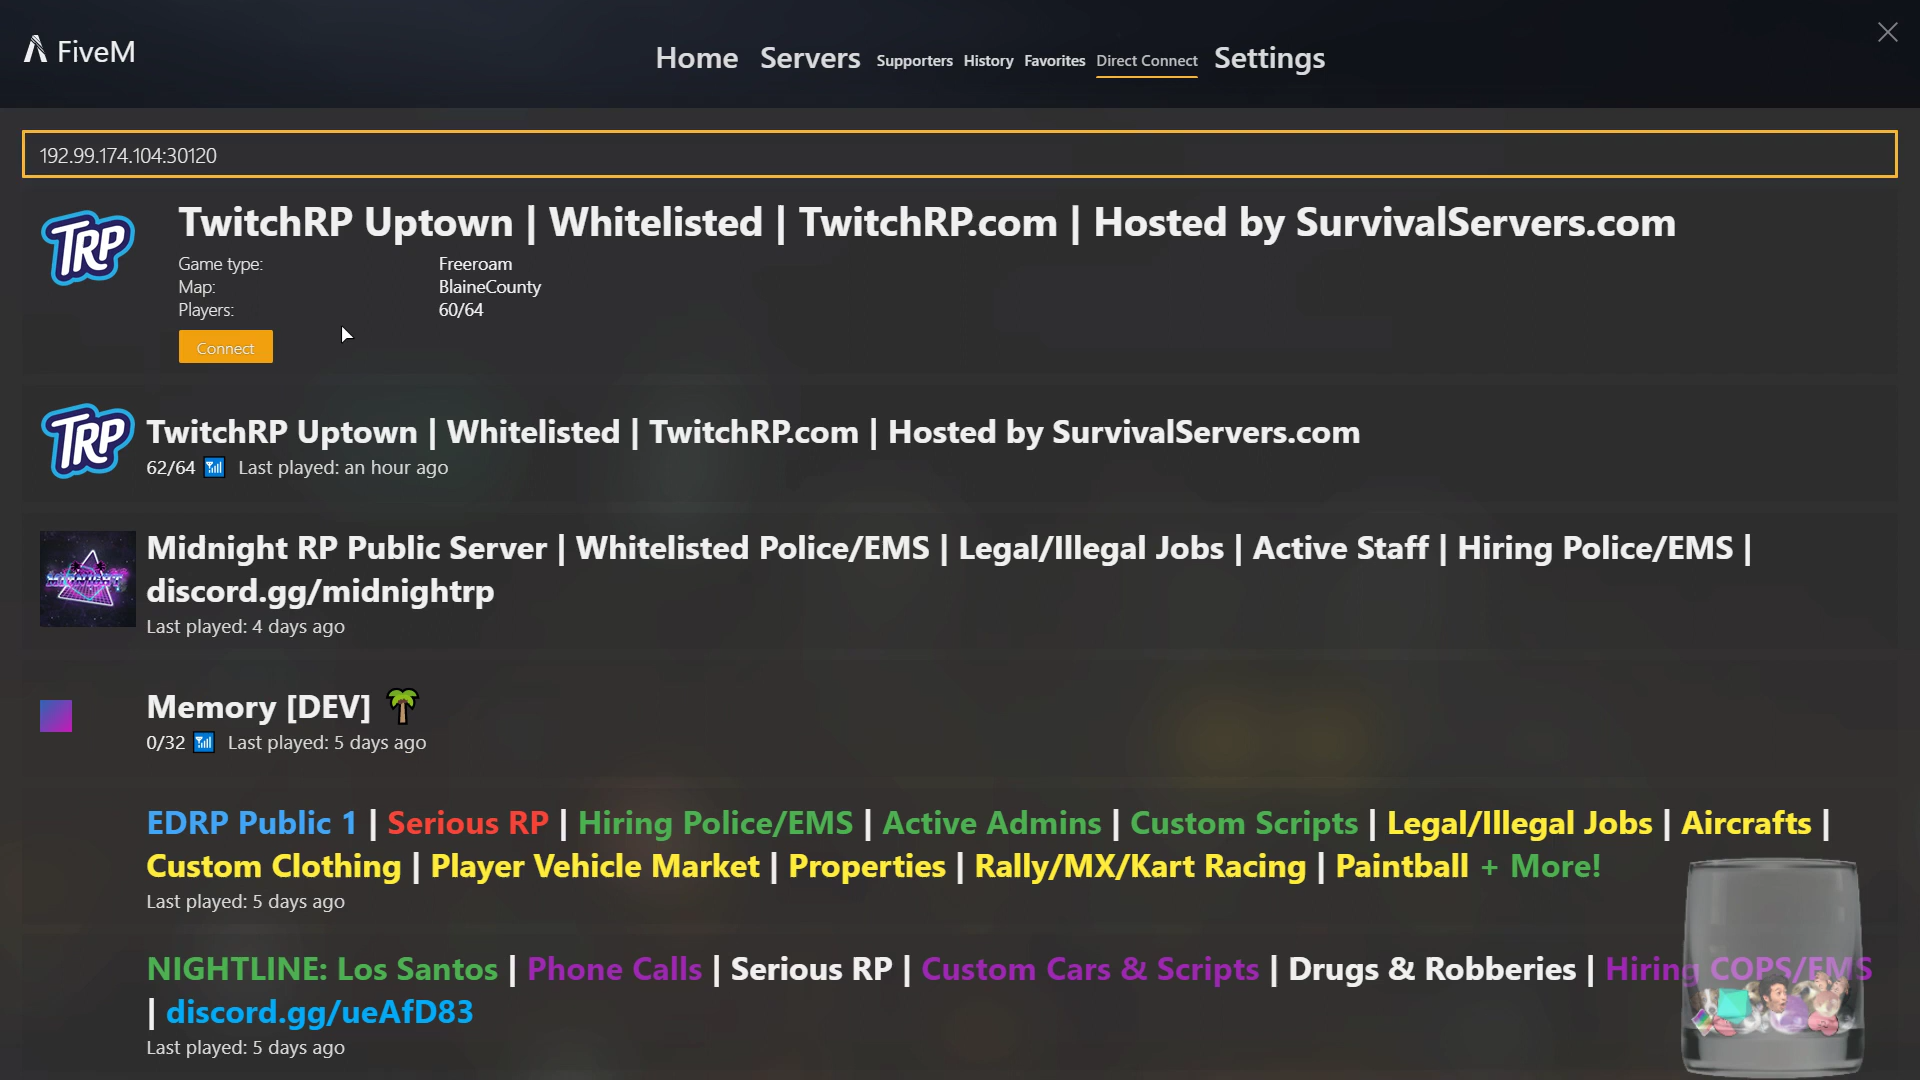 FiveM
Home Servers Supporters History Favorites Direct Connect Settings
192.99.174.104:30120
TRP
TwitchRP Uptown | Whitelisted | TwitchRP.com | Hosted by SurvivalServers.com
Game type: Freeroam
Map: BlaineCounty
Players: 60/64
Connect
TRP
TwitchRP Uptown | Whitelisted | TwitchRP.com | Hosted by SurvivalServers.com
62/64 Last played: an hour ago
MIDNIGHT
Midnight RP Public Server | Whitelisted Police/EMS | Legal/Illegal Jobs | Active Staff | Hiring Police/EMS |
discord.gg/midnightrp
Last played: 4 days ago
Memory [DEV] 🌴
0/32 Last played: 5 days ago
EDRP Public 1 | Serious RP | Hiring Police/EMS | Active Admins | Custom Scripts | Legal/Illegal Jobs | Aircrafts |
Custom Clothing | Player Vehicle Market | Properties | Rally/MX/Kart Racing | Paintball + More!
Last played: 5 days ago
NIGHTLINE: Los Santos | Phone Calls | Serious RP | Custom Cars & Scripts | Drugs & Robberies | Hiring COPS/EMS
| discord.gg/ueAfD83
Last played: 5 days ago